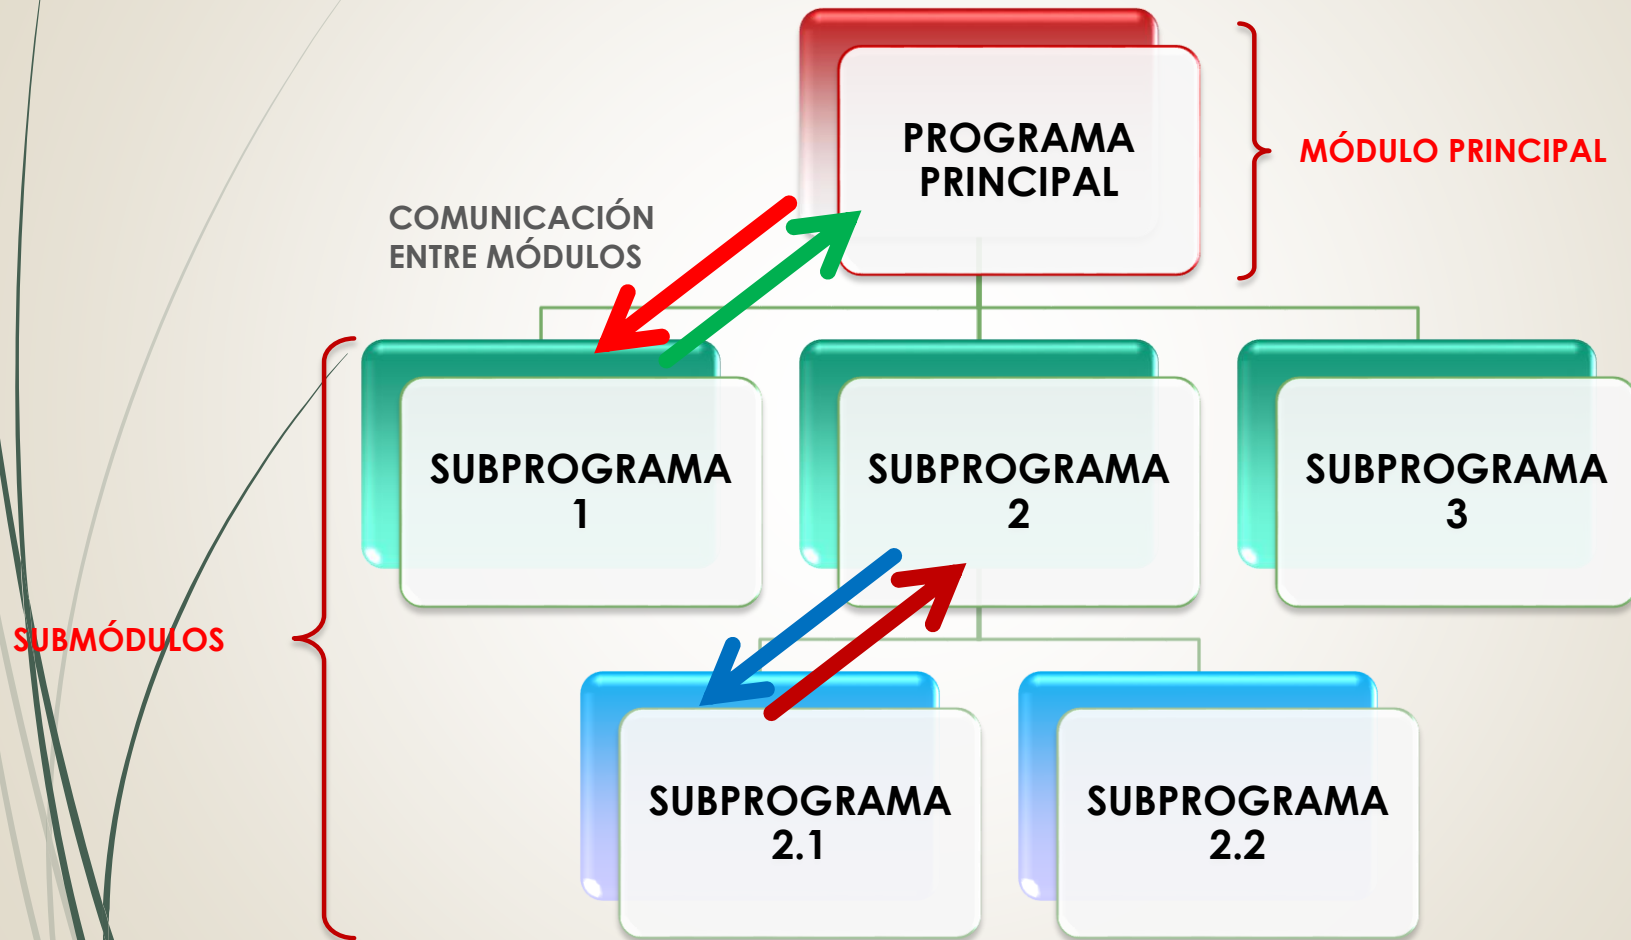 PROGRAMA
PRINCIPAL
MÓDULO PRINCIPAL
COMUNICACIÓN
ENTRE MÓDULOS
SUBPROGRAMA
1
SUBPROGRAMA
2
SUBPROGRAMA
3
SUBMÓDULOS
SUBPROGRAMA
2.1
SUBPROGRAMA
2.2